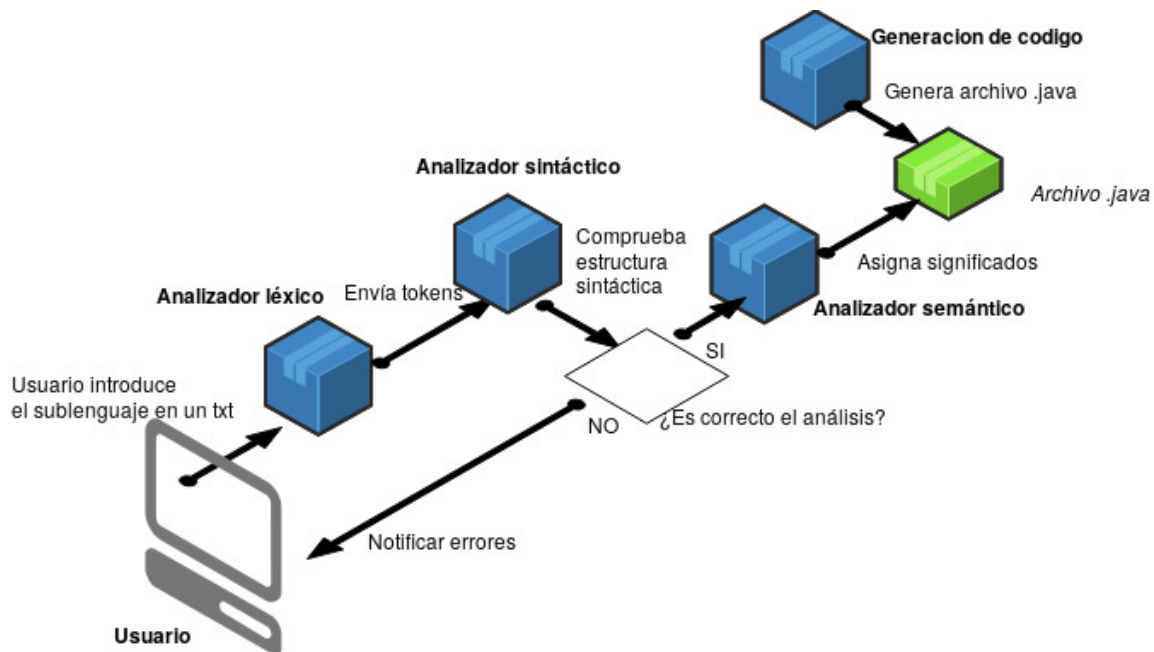 Generacion de codigo
Genera archivo .java
Analizador sintáctico
Archivo .java
Comprueba
estructura
sintáctica
Asigna significados
Analizador léxico
Envía tokens
Analizador semántico
SI
Usuario introduce
el sublenguaje en un txt
NO
¿Es correcto el análisis?
Notificar errores
Usuario